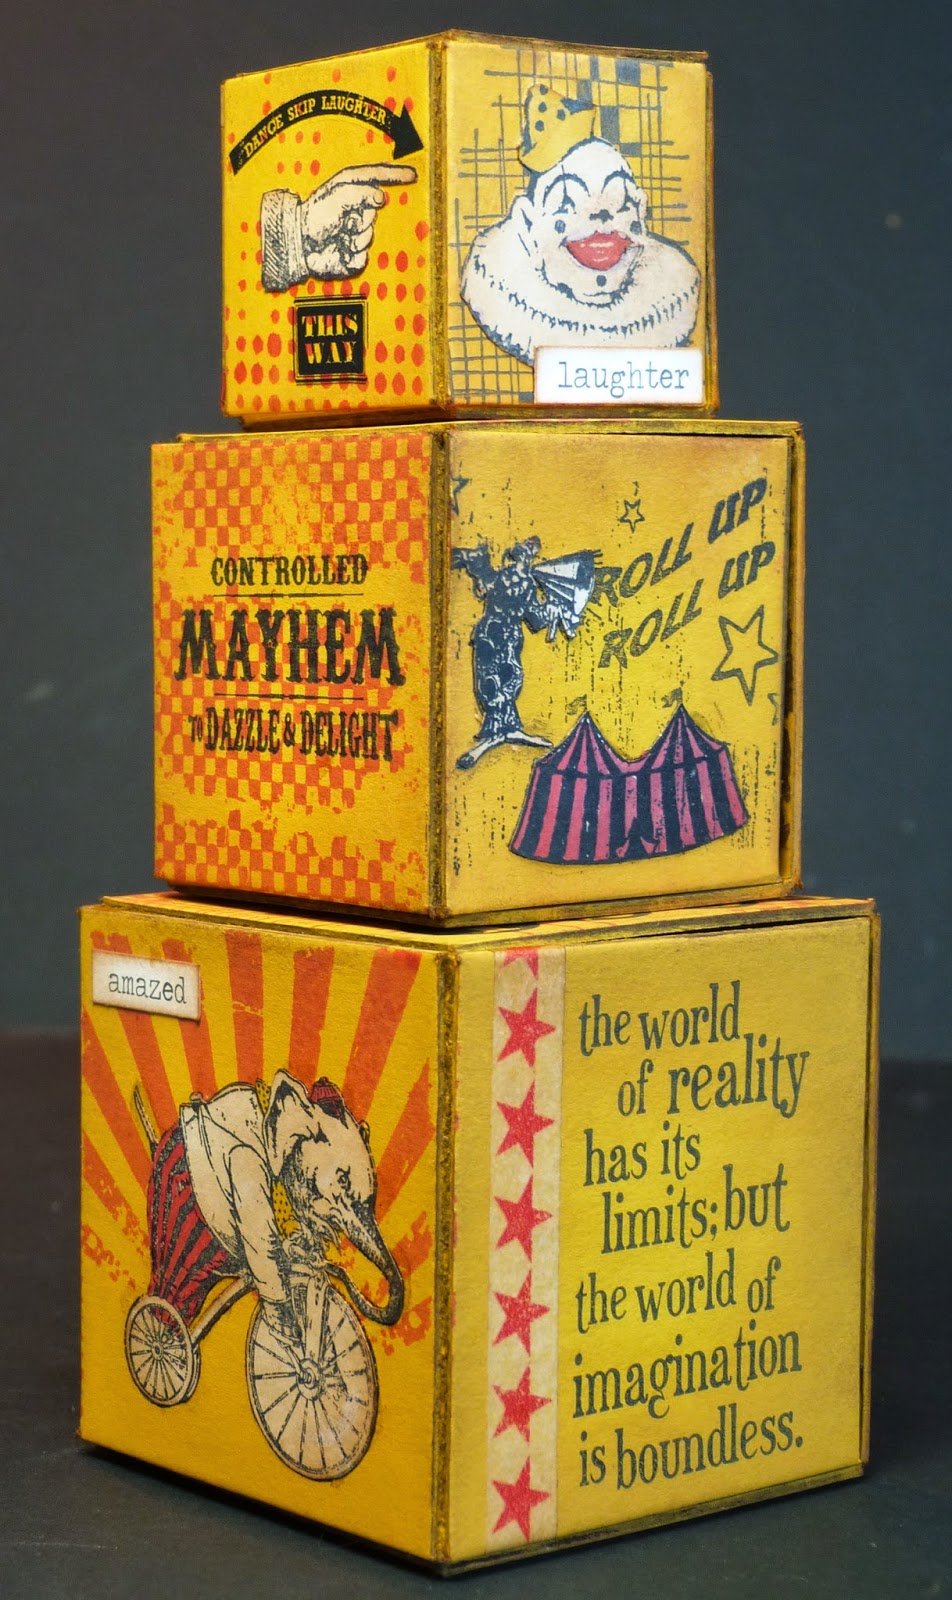 DANCE SKIP LAUGHTER
THIS
WAY
laughter
CONTROLLED
MAYHEM
TO DAZZLE & DELIGHT
ROLL UP
ROLL UP
amazed
the world
of reality
has its
limits; but
the world of
imagination
is boundless.